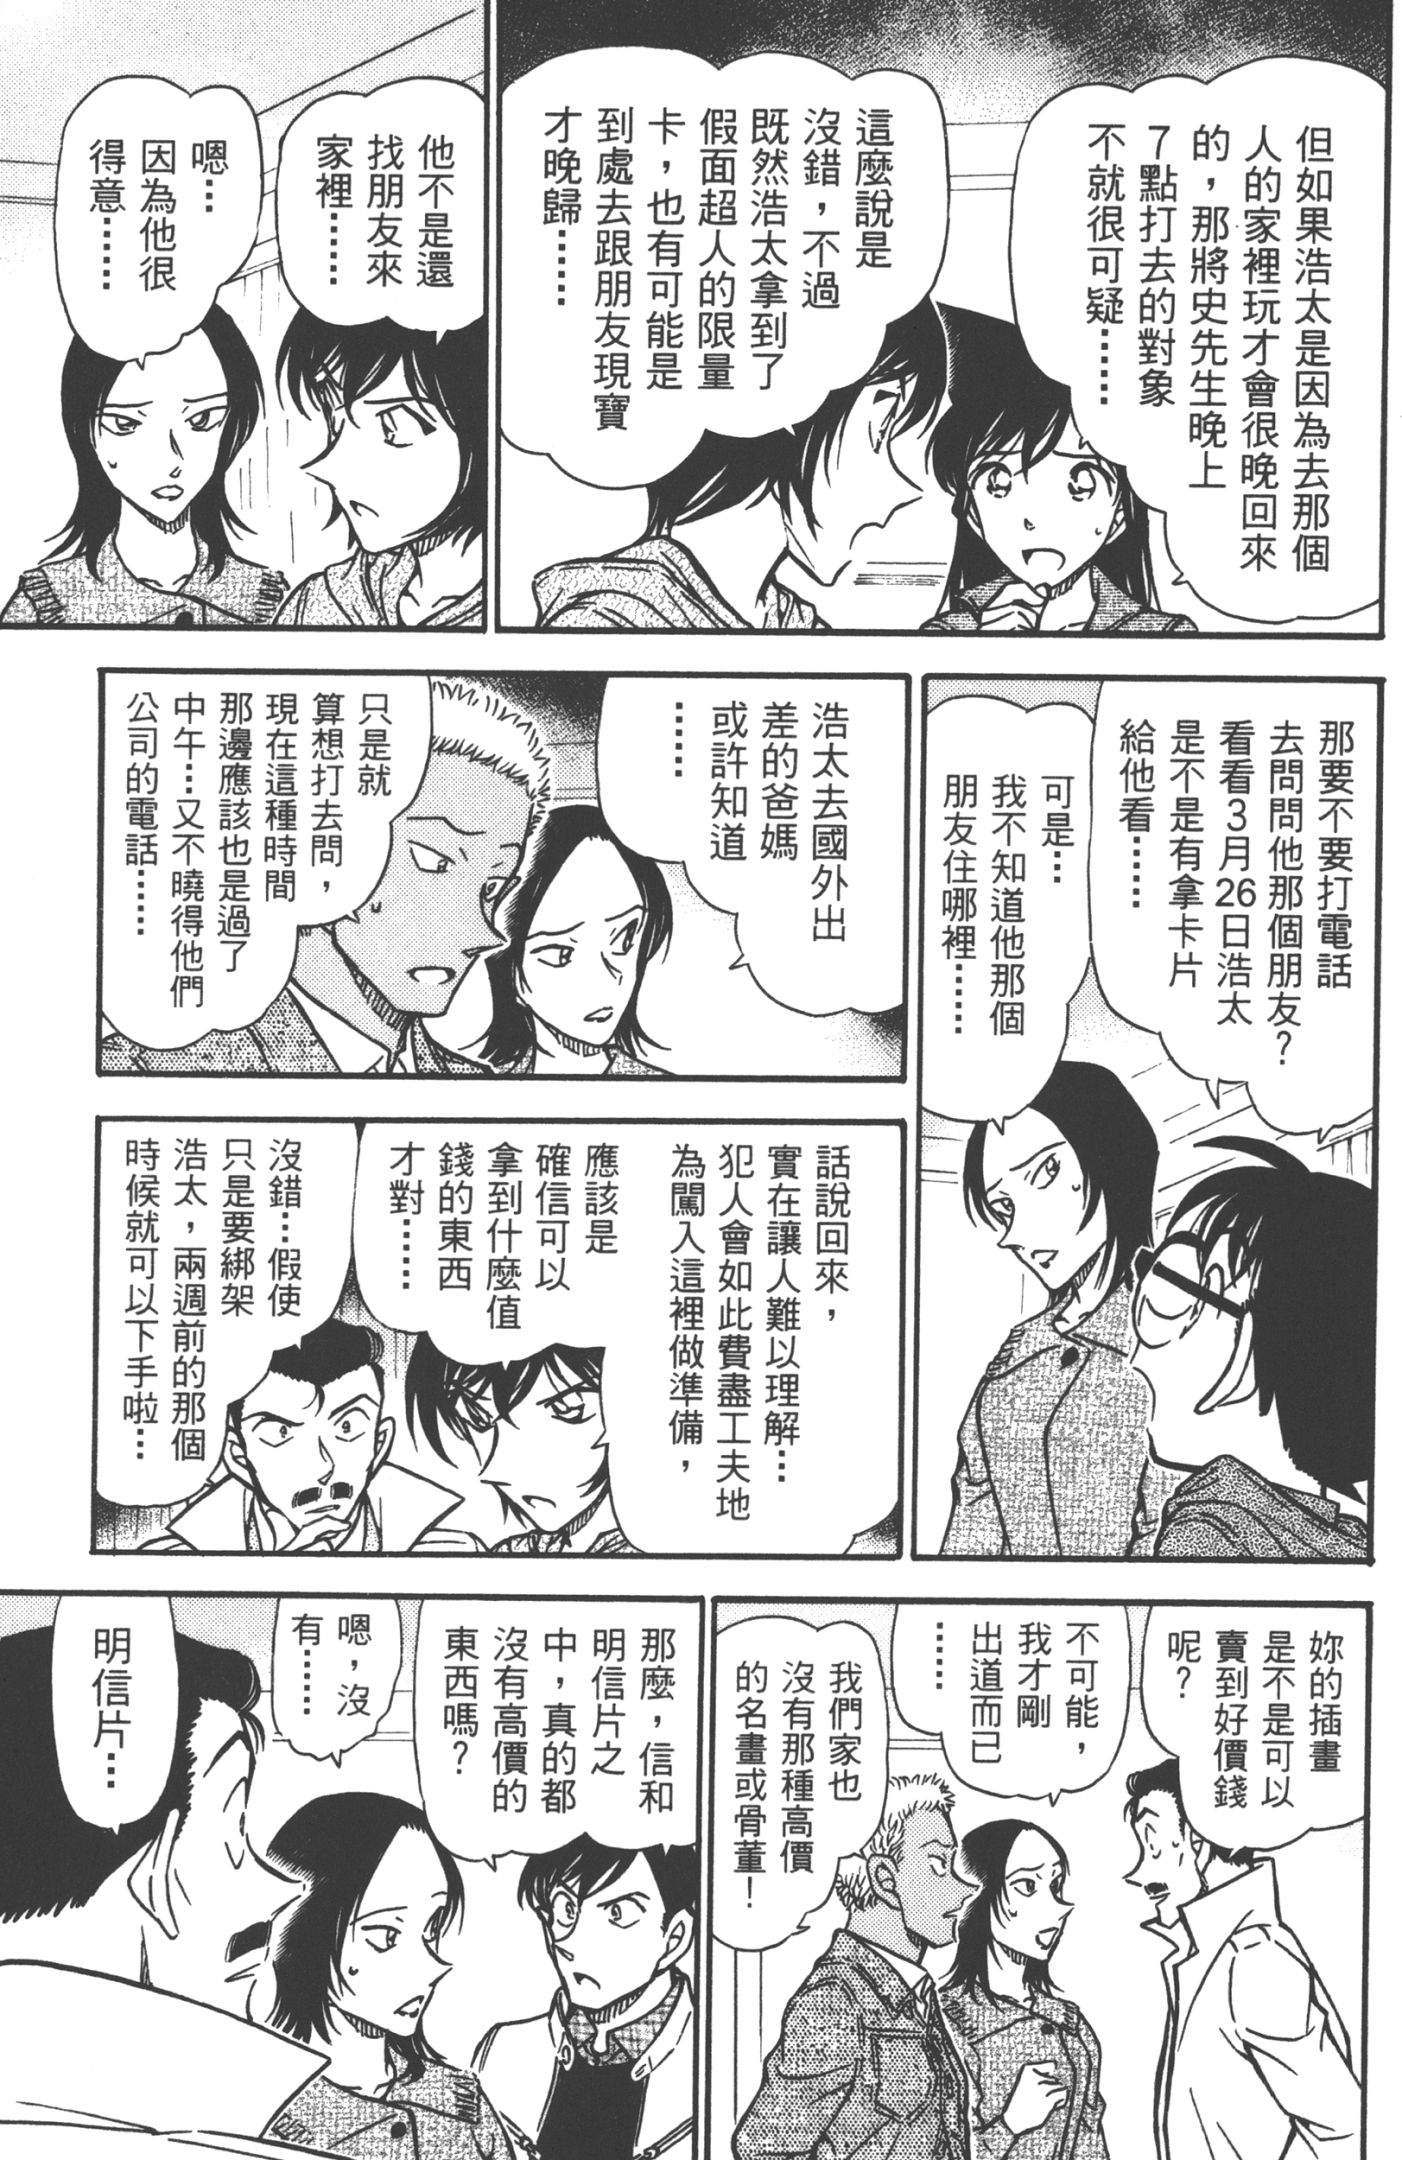 但如果浩太是因為去那個
人的家裡玩才會很晚回來
的，那將史先生晚上
7點打去的對象
不就很可疑……
這麼說是
沒錯，不過
既然浩太拿到了
假面超人的限量
卡，也有可能是
到處去跟朋友現寶
才晚歸……
他不是還
找朋友來
家裡……
嗯…
因為他很
得意……
那要不要打電話
去問問他那個朋友？
看看3月26日浩太
是不是有拿卡片
給他看……
可是…
我不知道他那個
朋友住哪裡……
浩太去國外出
差的爸媽
或許知道
……
只是就
算想打去問，
現在這種時間
那邊應該也是過了
中午…又不曉得他們
公司的電話……
話說回來，
實在讓人難以理解…
犯人會如此費盡工夫地
為闖入這裡做準備，
應該是
確信可以
拿到什麼值
錢的東西
才對……
沒錯…假使
只是要綁架
浩太，兩週前的那個
時候就可以下手啦…
妳的插畫
是不是可以
賣到好價錢
呢？
不可能，
我才剛
出道而已
……
我們家也
沒有那種高價
的名畫或骨董！
那麼，信和
明信片之
中，真的都
沒有高價的
東西嗎？
嗯，沒
有……
明信片…